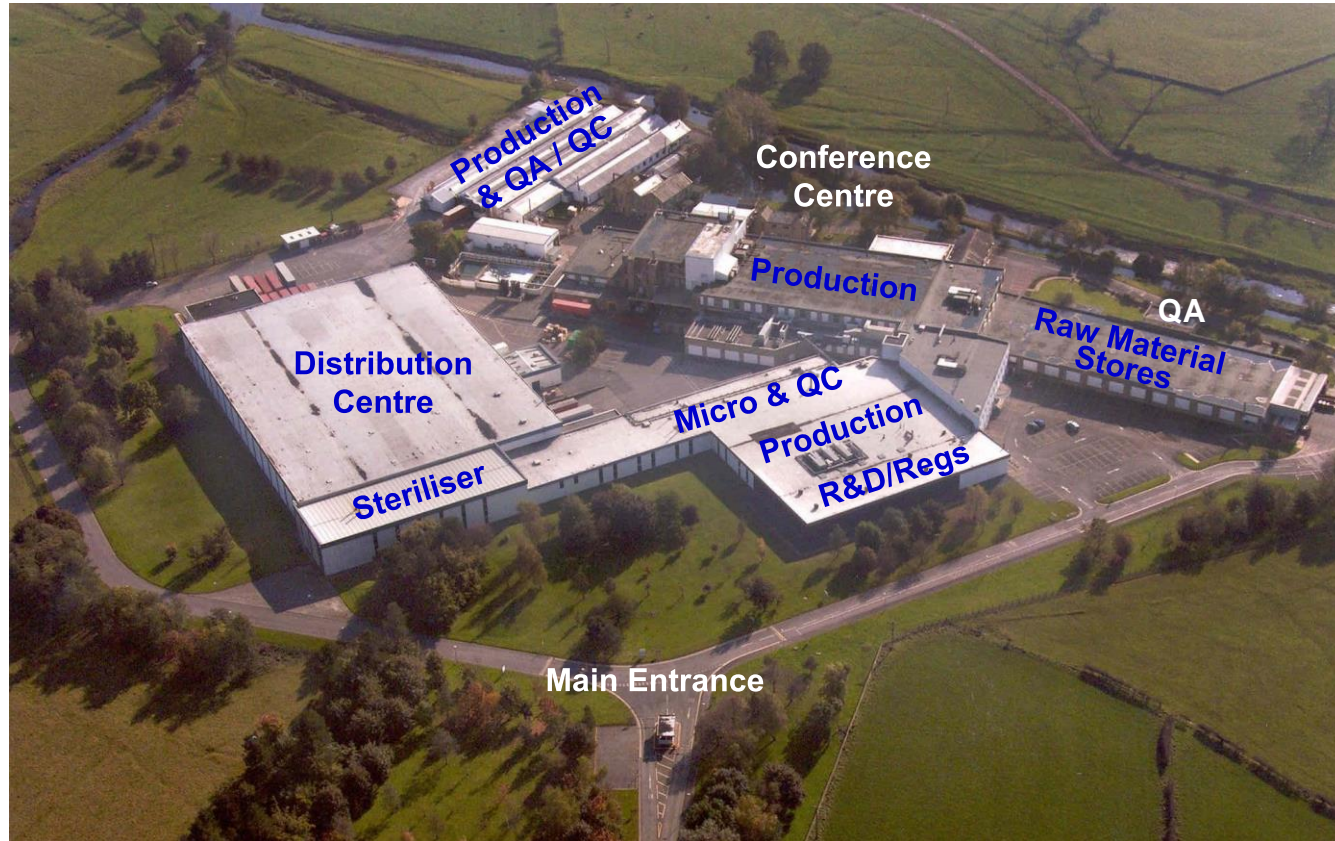 Production
& QA / QC
Conference
Centre
Production
QA
Raw Material
Stores
Distribution
Centre
Micro & QC
Production
R&D/Regs
Steriliser
Main Entrance